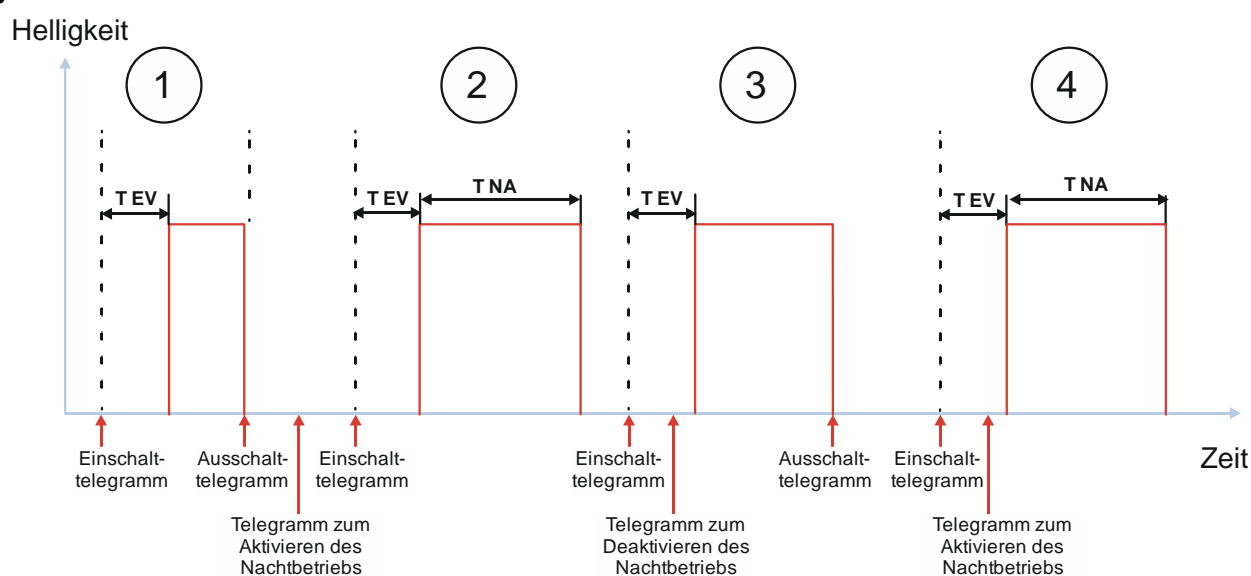 Helligkeit
1
2
3
4
T EV
T EV
T NA
T EV
T EV
T NA
Einschalt-
telegramm
Ausschalt-
telegramm
Einschalt-
telegramm
Einschalt-
telegramm
Ausschalt-
telegramm
Einschalt-
telegramm
Zeit
Telegramm zum
Aktivieren des
Nachtbetriebs
Telegramm zum
Deaktivieren des
Nachtbetriebs
Telegramm zum
Aktivieren des
Nachtbetriebs